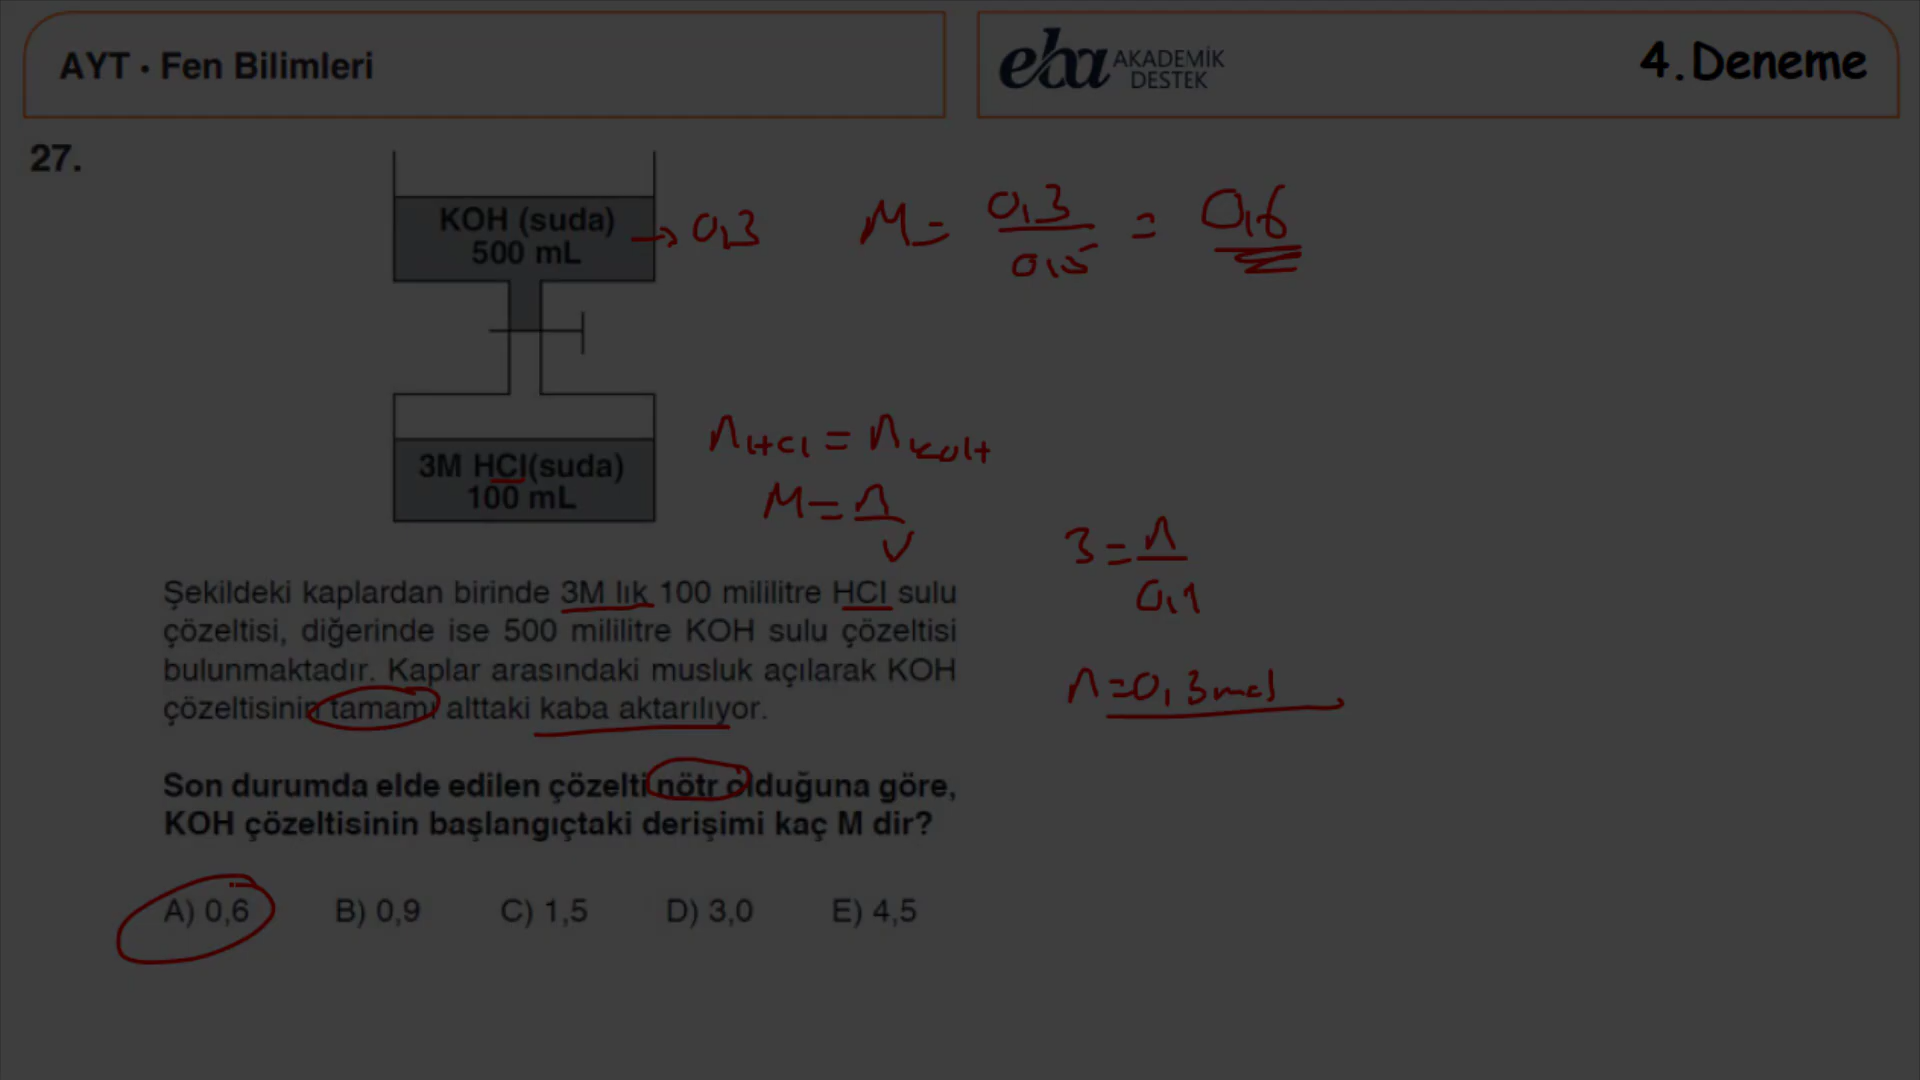 AYT • Fen Bilimleri
eba AKADEMİK DESTEK
4. Deneme
27.
KOH (suda)
500 mL
→ 0,3
M = 0,3 / 0,5 = 0,6
3M HCl(suda)
100 mL
nHCl = nKOH
M = n / V
3 = n / 0,1
n = 0,3 mol
Şekildeki kaplardan birinde 3M lık 100 mililitre HCl sulu
çözeltisi, diğerinde ise 500 mililitre KOH sulu çözeltisi
bulunmaktadır. Kaplar arasındaki musluk açılarak KOH
çözeltisinin tamamı alttaki kaba aktarılıyor.
Son durumda elde edilen çözelti nötr olduğuna göre,
KOH çözeltisinin başlangıçtaki derişimi kaç M dir?
A) 0,6 B) 0,9 C) 1,5 D) 3,0 E) 4,5